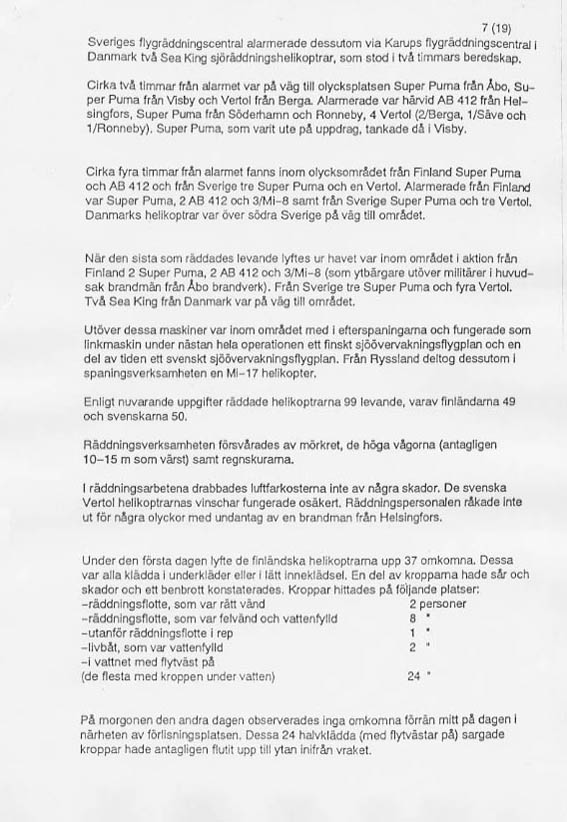 7 (19)
Sveriges flygräddningscentral alarmerade dessutom via Karups flygräddningscentral i
Danmark två Sea King sjöräddningshelikoptrar, som stod i två timmars beredskap.
Cirka två timmar från alarmet var på väg till olycksplatsen Super Puma från Åbo, Su-
per Puma från Visby och Vertol från Berga. Alarmerade var härvid AB 412 från Hel-
singfors, Super Puma från Söderhamn och Ronneby, 4 Vertol (2/Berga, 1/Säve och
1/Ronneby). Super Puma, som varit ute på uppdrag, tankade då i Visby.
Cirka fyra timmar från alarmet fanns inom olycksområdet från Finland Super Puma
och AB 412 och från Sverige tre Super Puma och en Vertol. Alarmerade från Finland
var Super Puma, 2 AB 412 och 3/Mi-8 samt från Sverige Super Puma och tre Vertol.
Danmarks helikoptrar var över södra Sverige på väg till området.
När den sista som räddades levande lyftes ur havet var inom området i aktion från
Finland 2 Super Puma, 2 AB 412 och 3/Mi-8 (som ytbärgare utöver militärer i huvud-
sak brandmän från Åbo brandverk). Från Sverige tre Super Puma och fyra Vertol.
Två Sea King från Danmark var på väg till området.
Utöver dessa maskiner var inom området med i efterspaningarna och fungerade som
linkmaskin under nästan hela operationen ett finskt sjöövervakningsflygplan och en
del av tiden ett svenskt sjöövervakningsflygplan. Från Ryssland deltog dessutom i
spaningsverksamheten en Mi-17 helikopter.
Enligt nuvarande uppgifter räddade helikoptrarna 99 levande, varav finländarna 49
och svenskarna 50.
Räddningsverksamheten försvårades av mörkret, de höga vågorna (antagligen
10-15 m som värst) samt regnskurarna.
I räddningsarbetena drabbades luftfarkosterna inte av några skador. De svenska
Vertol helikoptrarnas vinschar fungerade osäkert. Räddningspersonalen råkade inte
ut för några olyckor med undantag av en brandman från Helsingfors.
Under den första dagen lyfte de finländska helikoptrarna upp 37 omkomna. Dessa
var alla klädda i underkläder eller i lätt inneklädsel. En del av kropparna hade sår och
skador och ett benbrott konstaterades. Kroppar hittades på följande platser:
-räddningsflotte, som var rätt vänd 2 personer
-räddningsflotte, som var felvänd och vattenfylld 8 "
-utanför räddningsflotte i rep 1 "
-livbåt, som var vattenfylld 2 "
-i vattnet med flytväst på
(de flesta med kroppen under vatten) 24 "
På morgonen den andra dagen observerades inga omkomna förrän mitt på dagen i
närheten av förlisningsplatsen. Dessa 24 halvklädda (med flytvästar på) sargade
kroppar hade antagligen flutit upp till ytan inifrån vraket.